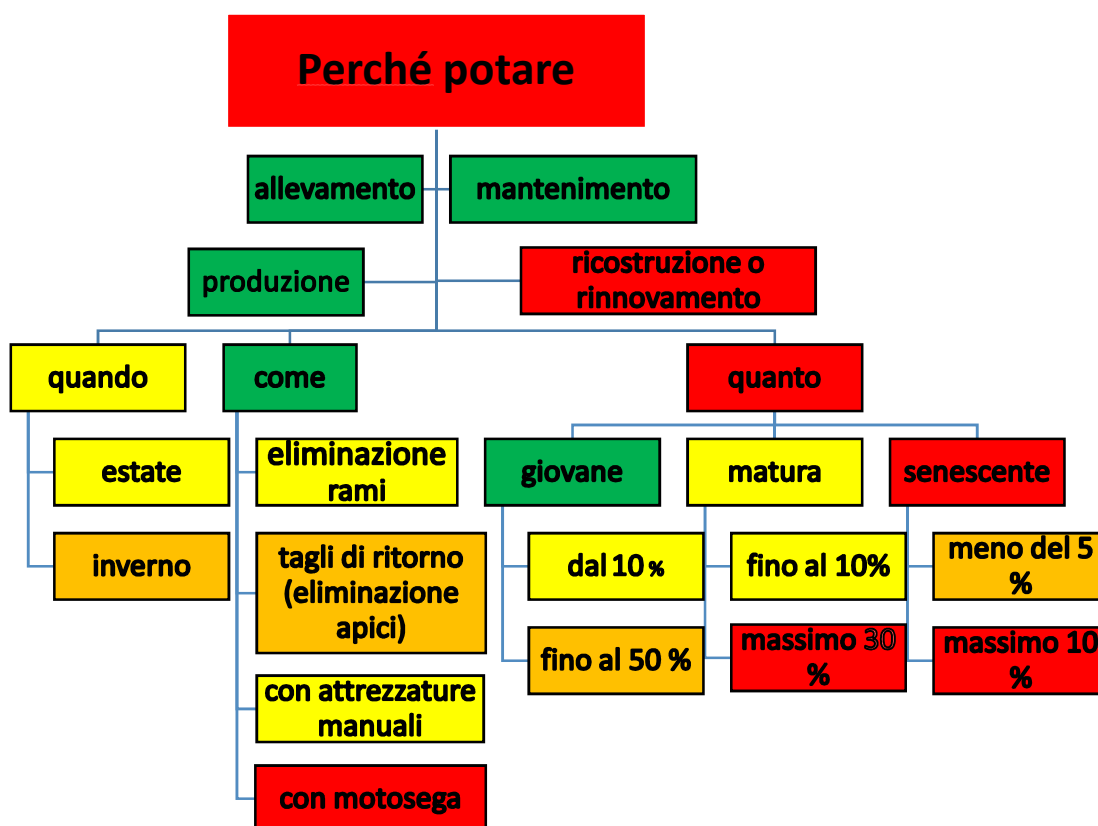 Perché potare
allevamento
mantenimento
produzione
ricostruzione o
rinnovamento
quando
come
quanto
estate
inverno
eliminazione
rami
tagli di ritorno
(eliminazione
apici)
con attrezzature
manuali
con motosega
giovane
matura
senescente
dal 10 %
fino al 50 %
fino al 10%
massimo 30
%
meno del 5
%
massimo 10
%